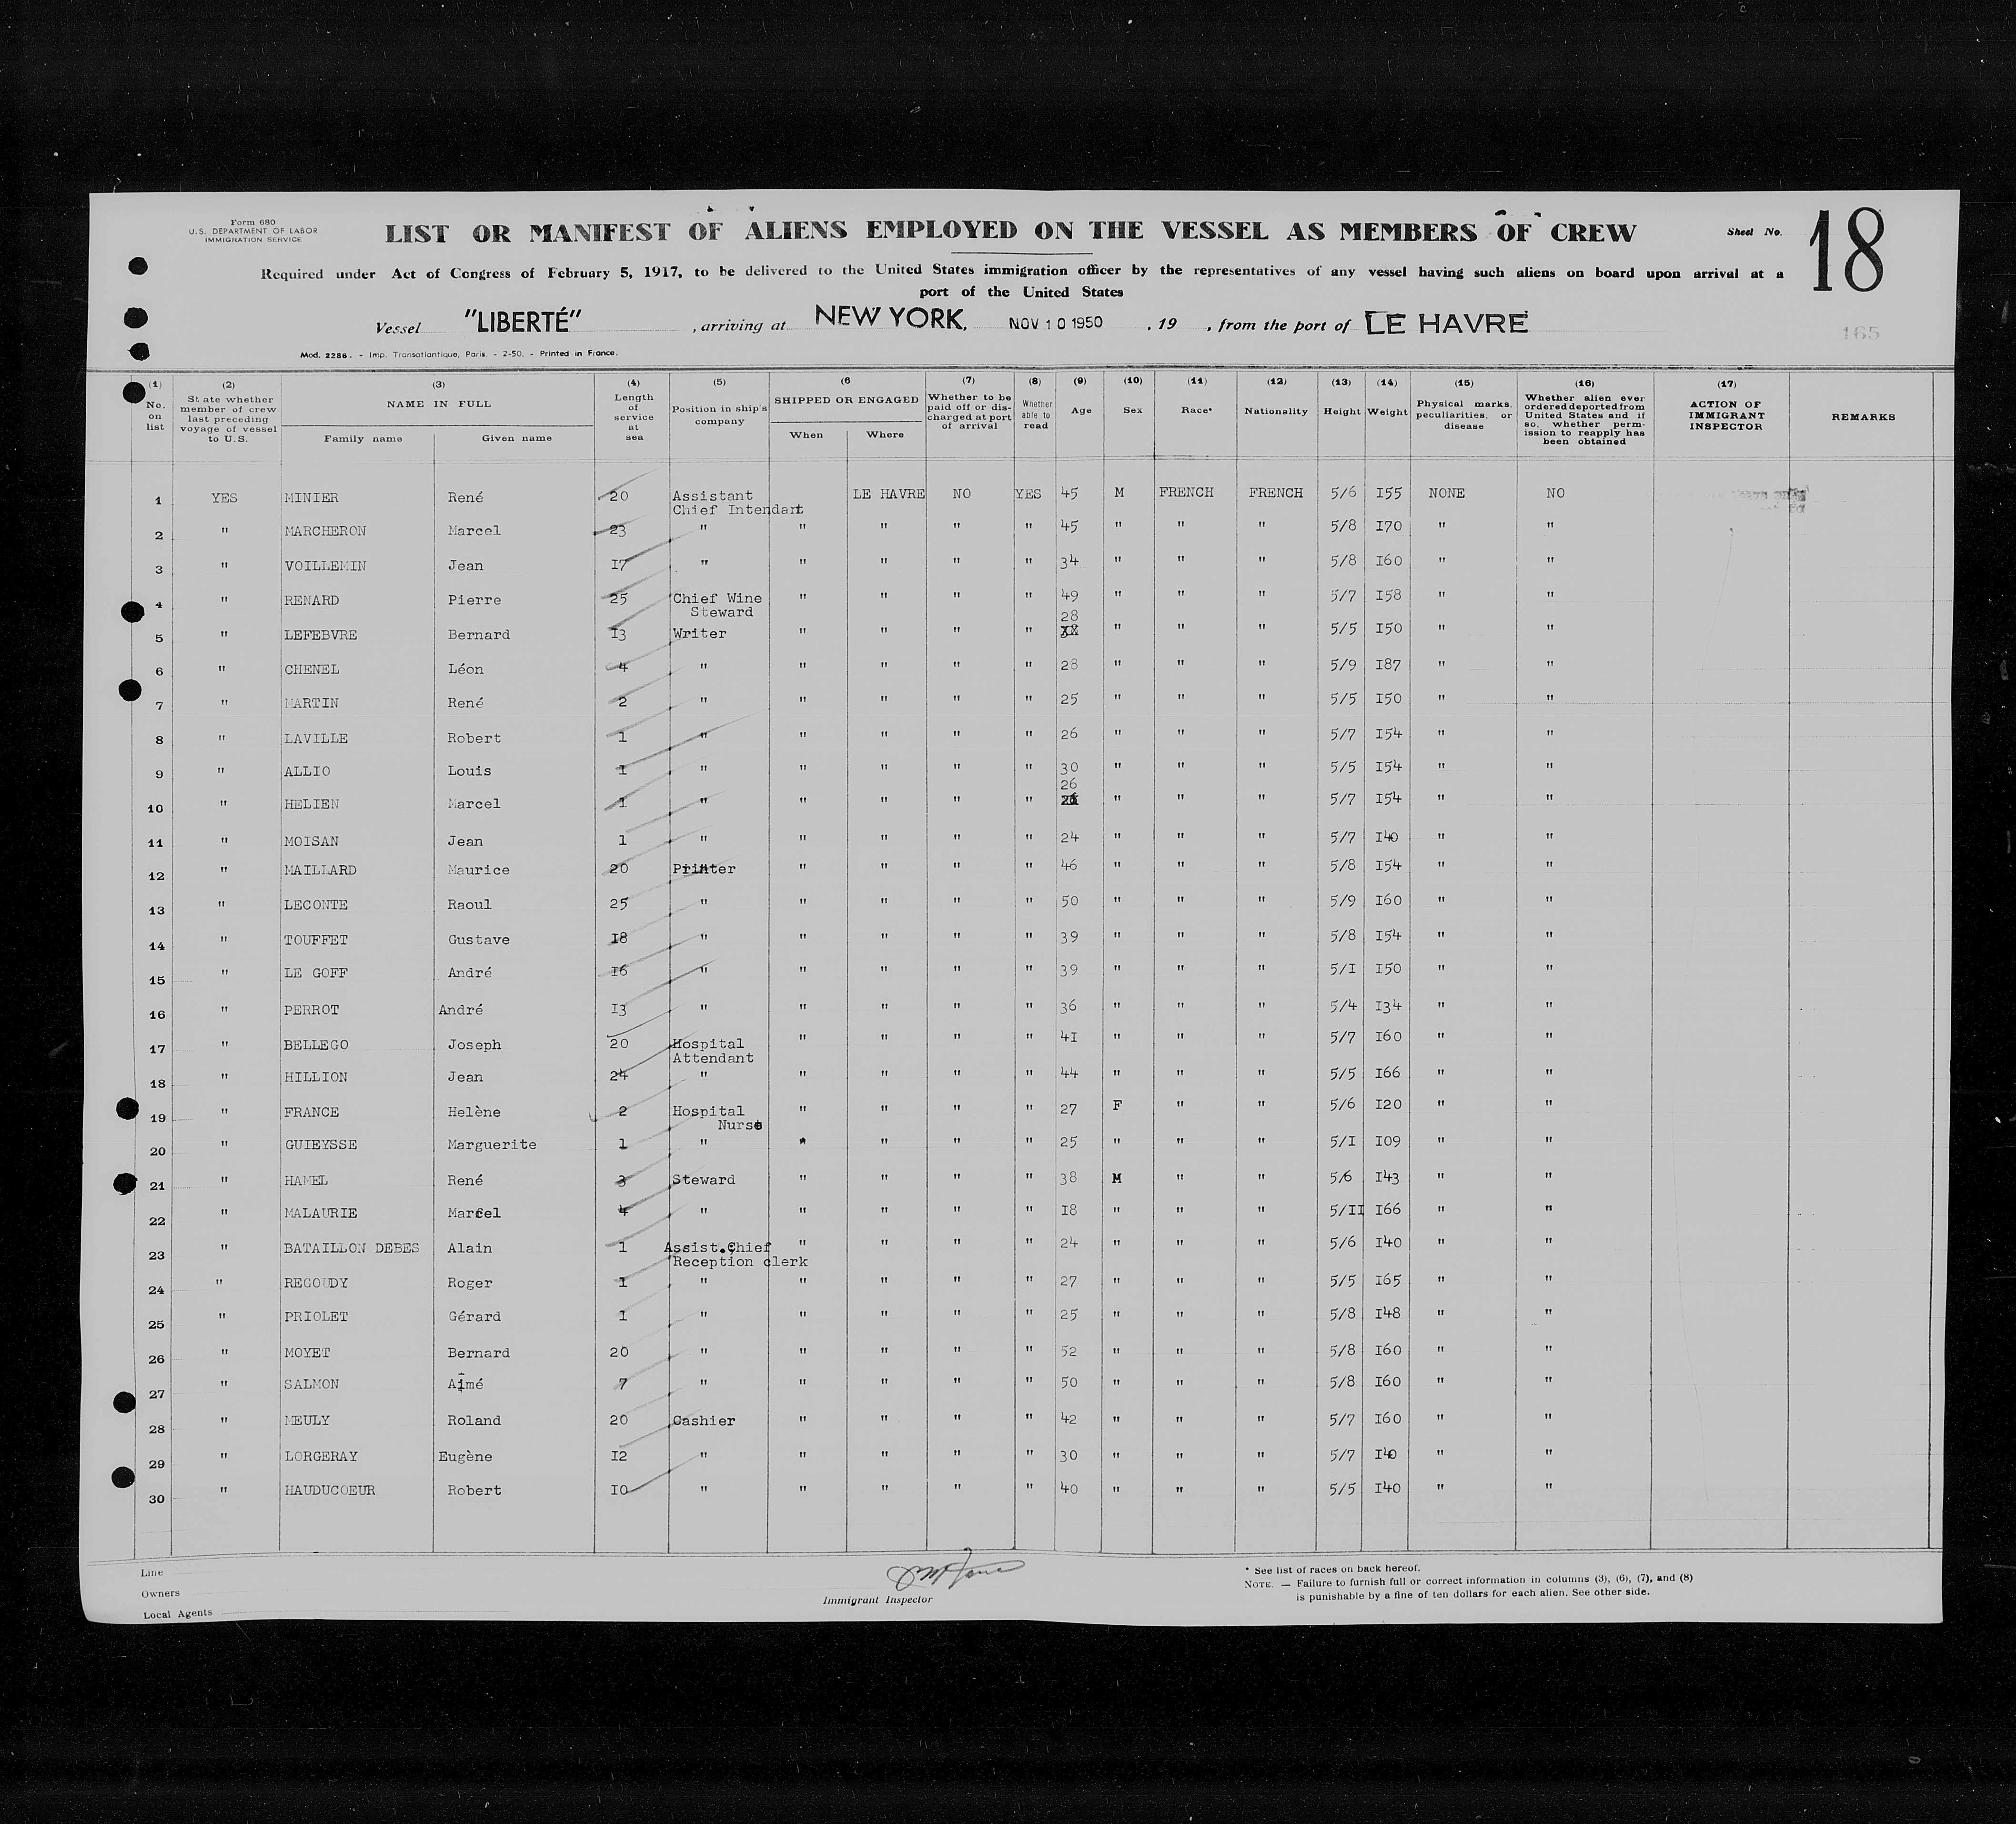 Form 680
U.S. DEPARTMENT OF LABOR
IMMIGRATION SERVICE
LIST OR MANIFEST OF ALIENS EMPLOYED ON THE VESSEL AS MEMBERS OF CREW
Sheet No. 18
Required under Act of Congress of February 5, 1917, to be delivered to the United States immigration officer by the representatives of any vessel having such aliens on board upon arrival at a
port of the United States
Vessel "LIBERTÉ" , arriving at NEW YORK, NOV 10 1950 , 19 , from the port of LE HAVRE
165
Mod. 2286. - Imp. Transatlantique, Paris. - 2-50. - Printed in France.
(1) No. on list
(2) State whether member of crew last preceding voyage of vessel to U.S.
(3) NAME IN FULL Family name Given name
(4) Length of service at sea
(5) Position in ship's company
(6 SHIPPED OR ENGAGED When Where
(7) Whether to be paid off or discharged at port of arrival
(8) Whether able to read
(9) Age
(10) Sex
(11) Race*
(12) Nationality
(13) Height
(14) Weight
(15) Physical marks, peculiarities, or disease
(16) Whether alien ever ordered deported from United States and if so, whether permission to reapply has been obtained
(17) ACTION OF IMMIGRANT INSPECTOR
REMARKS
1 YES MINIER René 20 Assistant Chief Intendant LE HAVRE NO YES 45 M FRENCH FRENCH 5/6 155 NONE NO
2 " MARCHERON Marcel 23 " " " " " 45 " " " 5/8 170 " "
3 " VOILLEMIN Jean 17 " " " " " 34 " " " 5/8 160 " "
4 " RENARD Pierre 25 Chief Wine Steward " " " " 49 " " " 5/7 158 " "
5 " LEFEBVRE Bernard 13 Writer " " " " 28 " " " 5/5 150 " "
6 " CHENEL Léon 4 " " " " " 28 " " " 5/9 187 " "
7 " MARTIN René 2 " " " " " 25 " " " 5/5 150 " "
8 " LAVILLE Robert 1 " " " " " 26 " " " 5/7 154 " "
9 " ALLIO Louis 1 " " " " " 30 " " " 5/5 154 " "
10 " HELIEN Marcel 1 " " " " " 26 " " " 5/7 154 " "
11 " MOISAN Jean 1 " " " " " 24 " " " 5/7 140 " "
12 " MAILLARD Maurice 20 Printer " " " " 46 " " " 5/8 154 " "
13 " LECONTE Raoul 25 " " " " " 50 " " " 5/9 160 " "
14 " TOUFFET Gustave 18 " " " " " 39 " " " 5/8 154 " "
15 " LE GOFF André 16 " " " " " 39 " " " 5/1 150 " "
16 " PERROT André 13 " " " " " 36 " " " 5/4 134 " "
17 " BELLEGO Joseph 20 Hospital Attendant " " " " 41 " " " 5/7 160 " "
18 " HILLION Jean 24 " " " " " 44 " " " 5/5 166 " "
19 " FRANCE Helène 2 Hospital Nurse " " " " 27 F " " 5/6 120 " "
20 " GUIEYSSE Marguerite 1 " " " " " 25 " " " 5/1 109 " "
21 " HAMEL René 3 Steward " " " " 38 M " " 5/6 143 " "
22 " MALAURIE Marcel 4 " " " " " 18 " " " 5/11 166 " "
23 " BATAILLON DEBES Alain 1 Assist. Chief Reception clerk " " " " 24 " " " 5/6 140 " "
24 " REGOUDY Roger 1 " " " " " 27 " " " 5/5 165 " "
25 " PRIOLET Gérard 1 " " " " " 25 " " " 5/8 148 " "
26 " MOYET Bernard 20 " " " " " 52 " " " 5/8 160 " "
27 " SALMON Aimé 7 " " " " " 50 " " " 5/8 160 " "
28 " MEULY Roland 20 Cashier " " " " 42 " " " 5/7 160 " "
29 " LORGERAY Eugène 12 " " " " " 30 " " " 5/7 140 " "
30 " HAUDUCOEUR Robert 10 " " " " " 40 " " " 5/5 140 " "
Line
Owners
Local Agents
Immigrant Inspector
* See list of races on back hereof.
NOTE. — Failure to furnish full or correct information in columns (3), (6), (7), and (8)
is punishable by a fine of ten dollars for each alien. See other side.